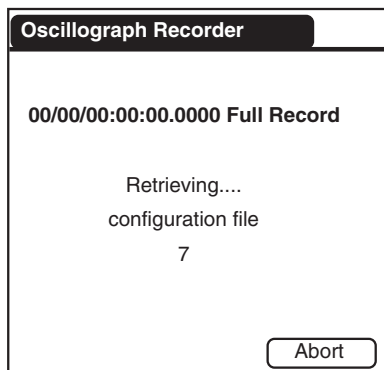 Oscillograph Recorder
00/00/00:00:00.0000 Full Record
Retrieving....
configuration file
7
Abort